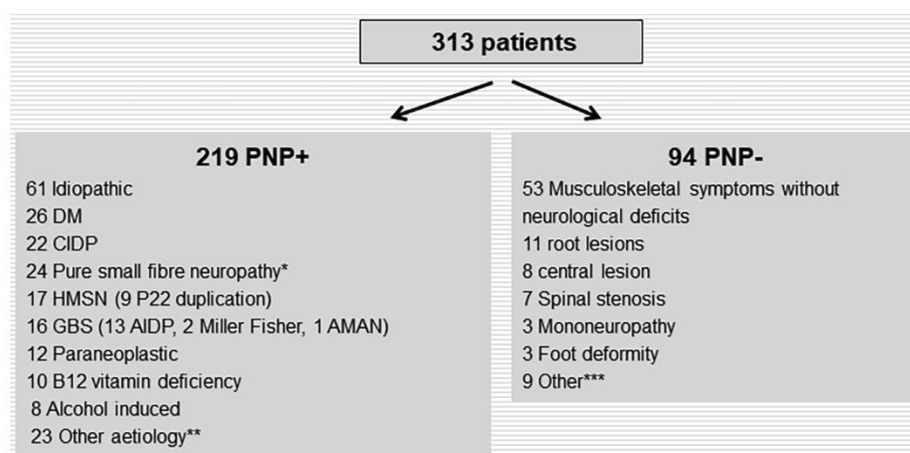 313 patients
219 PNP+
61 Idiopathic
26 DM
22 CIDP
24 Pure small fibre neuropathy*
17 HMSN (9 P22 duplication)
16 GBS (13 AIDP, 2 Miller Fisher, 1 AMAN)
12 Paraneoplastic
10 B12 vitamin deficiency
8 Alcohol induced
23 Other aetiology**
94 PNP-
53 Musculoskeletal symptoms without
neurological deficits
11 root lesions
8 central lesion
7 Spinal stenosis
3 Mononeuropathy
3 Foot deformity
9 Other***